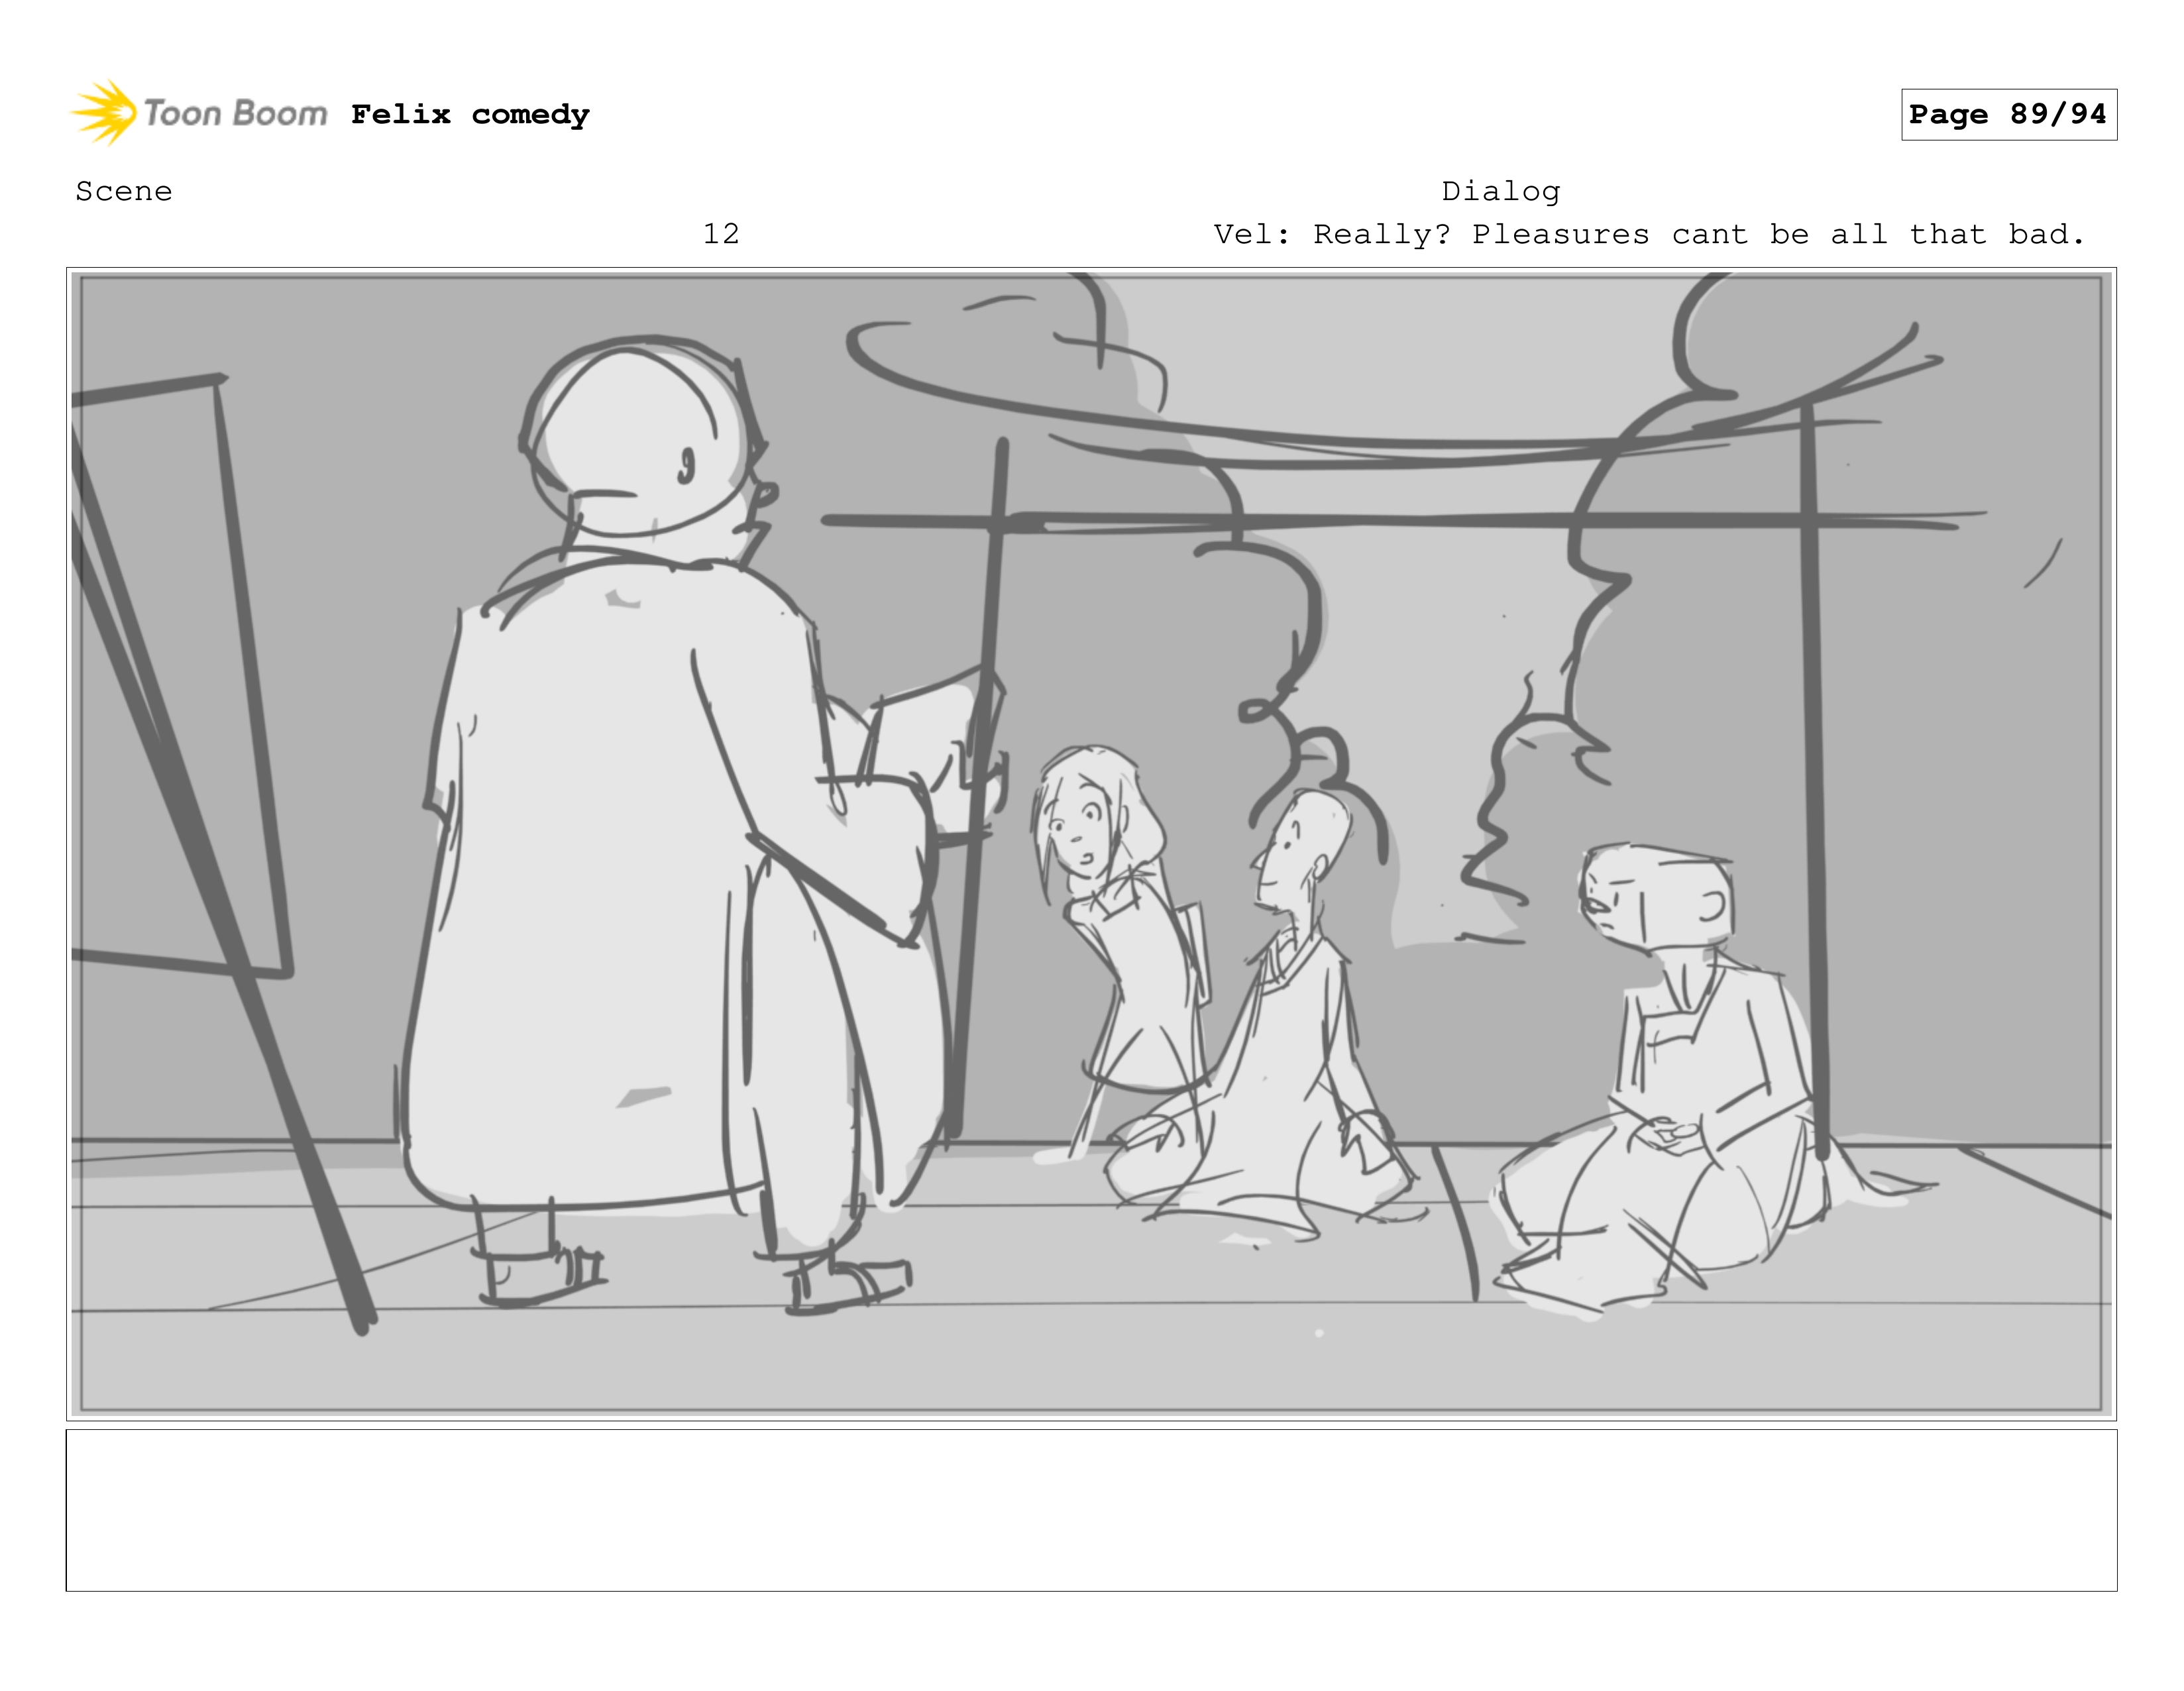 Toon Boom Felix comedy
Page 89/94
Scene
Dialog
12
Vel: Really? Pleasures cant be all that bad.